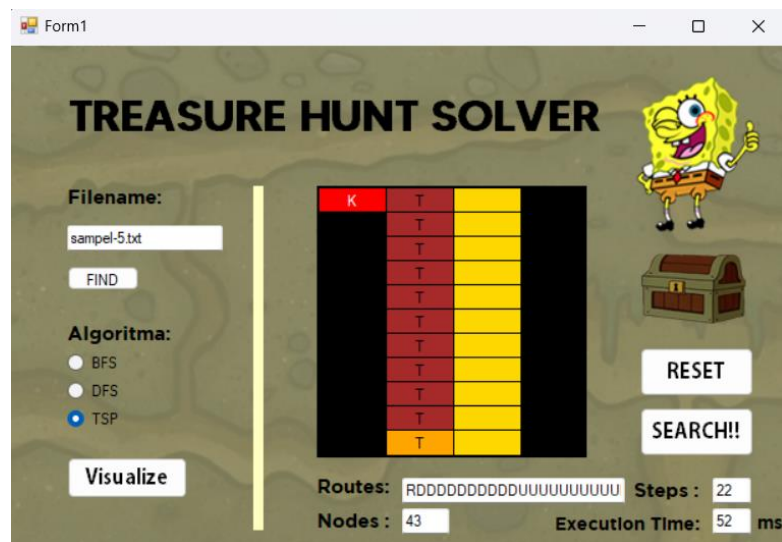 Form1
TREASURE HUNT SOLVER
Filename:
sampel-5.txt
FIND
Algoritma:
BFS
DFS
TSP
Visualize
K T
T
T
T
T
T
T
T
T
T
T
RESET
SEARCH!!
Routes: RDDDDDDDDDDUUUUUUUUUU Steps : 22
Nodes : 43 Execution Time: 52 ms